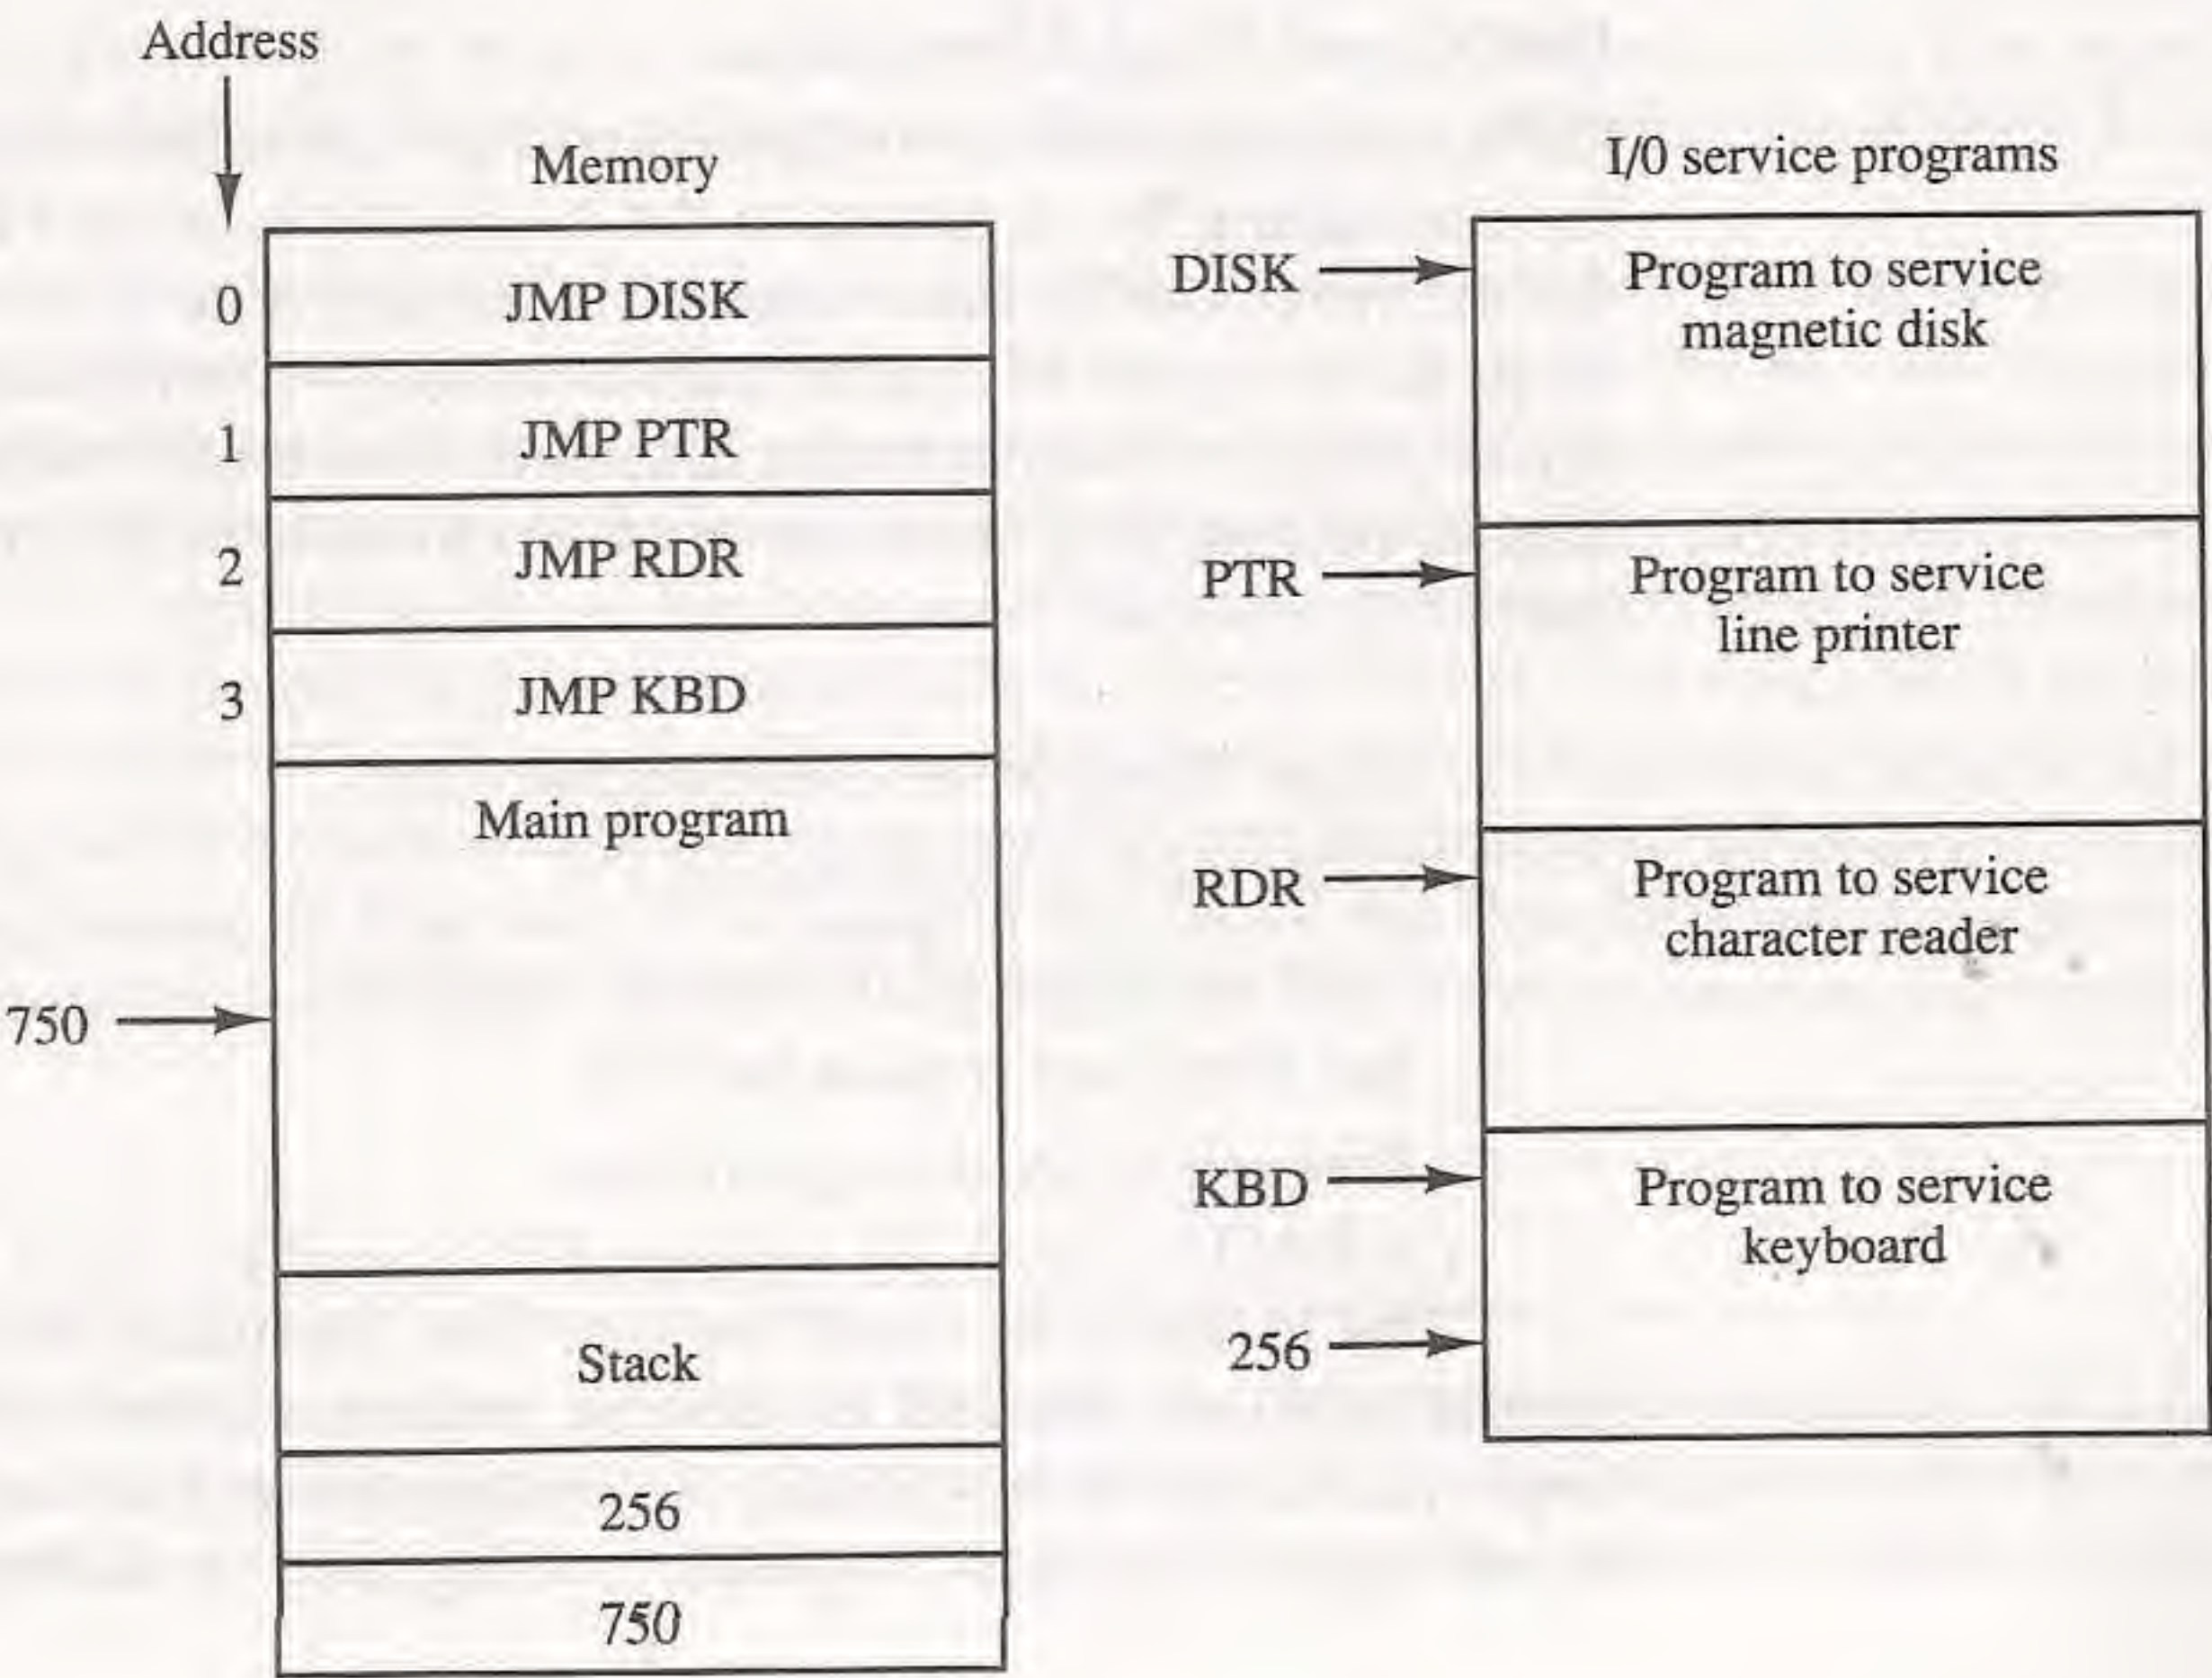 Address
Memory
0
JMP DISK
1
JMP PTR
2
JMP RDR
3
JMP KBD
Main program
750
Stack
256
750
I/0 service programs
DISK
Program to service
magnetic disk
PTR
Program to service
line printer
RDR
Program to service
character reader
KBD
Program to service
keyboard
256